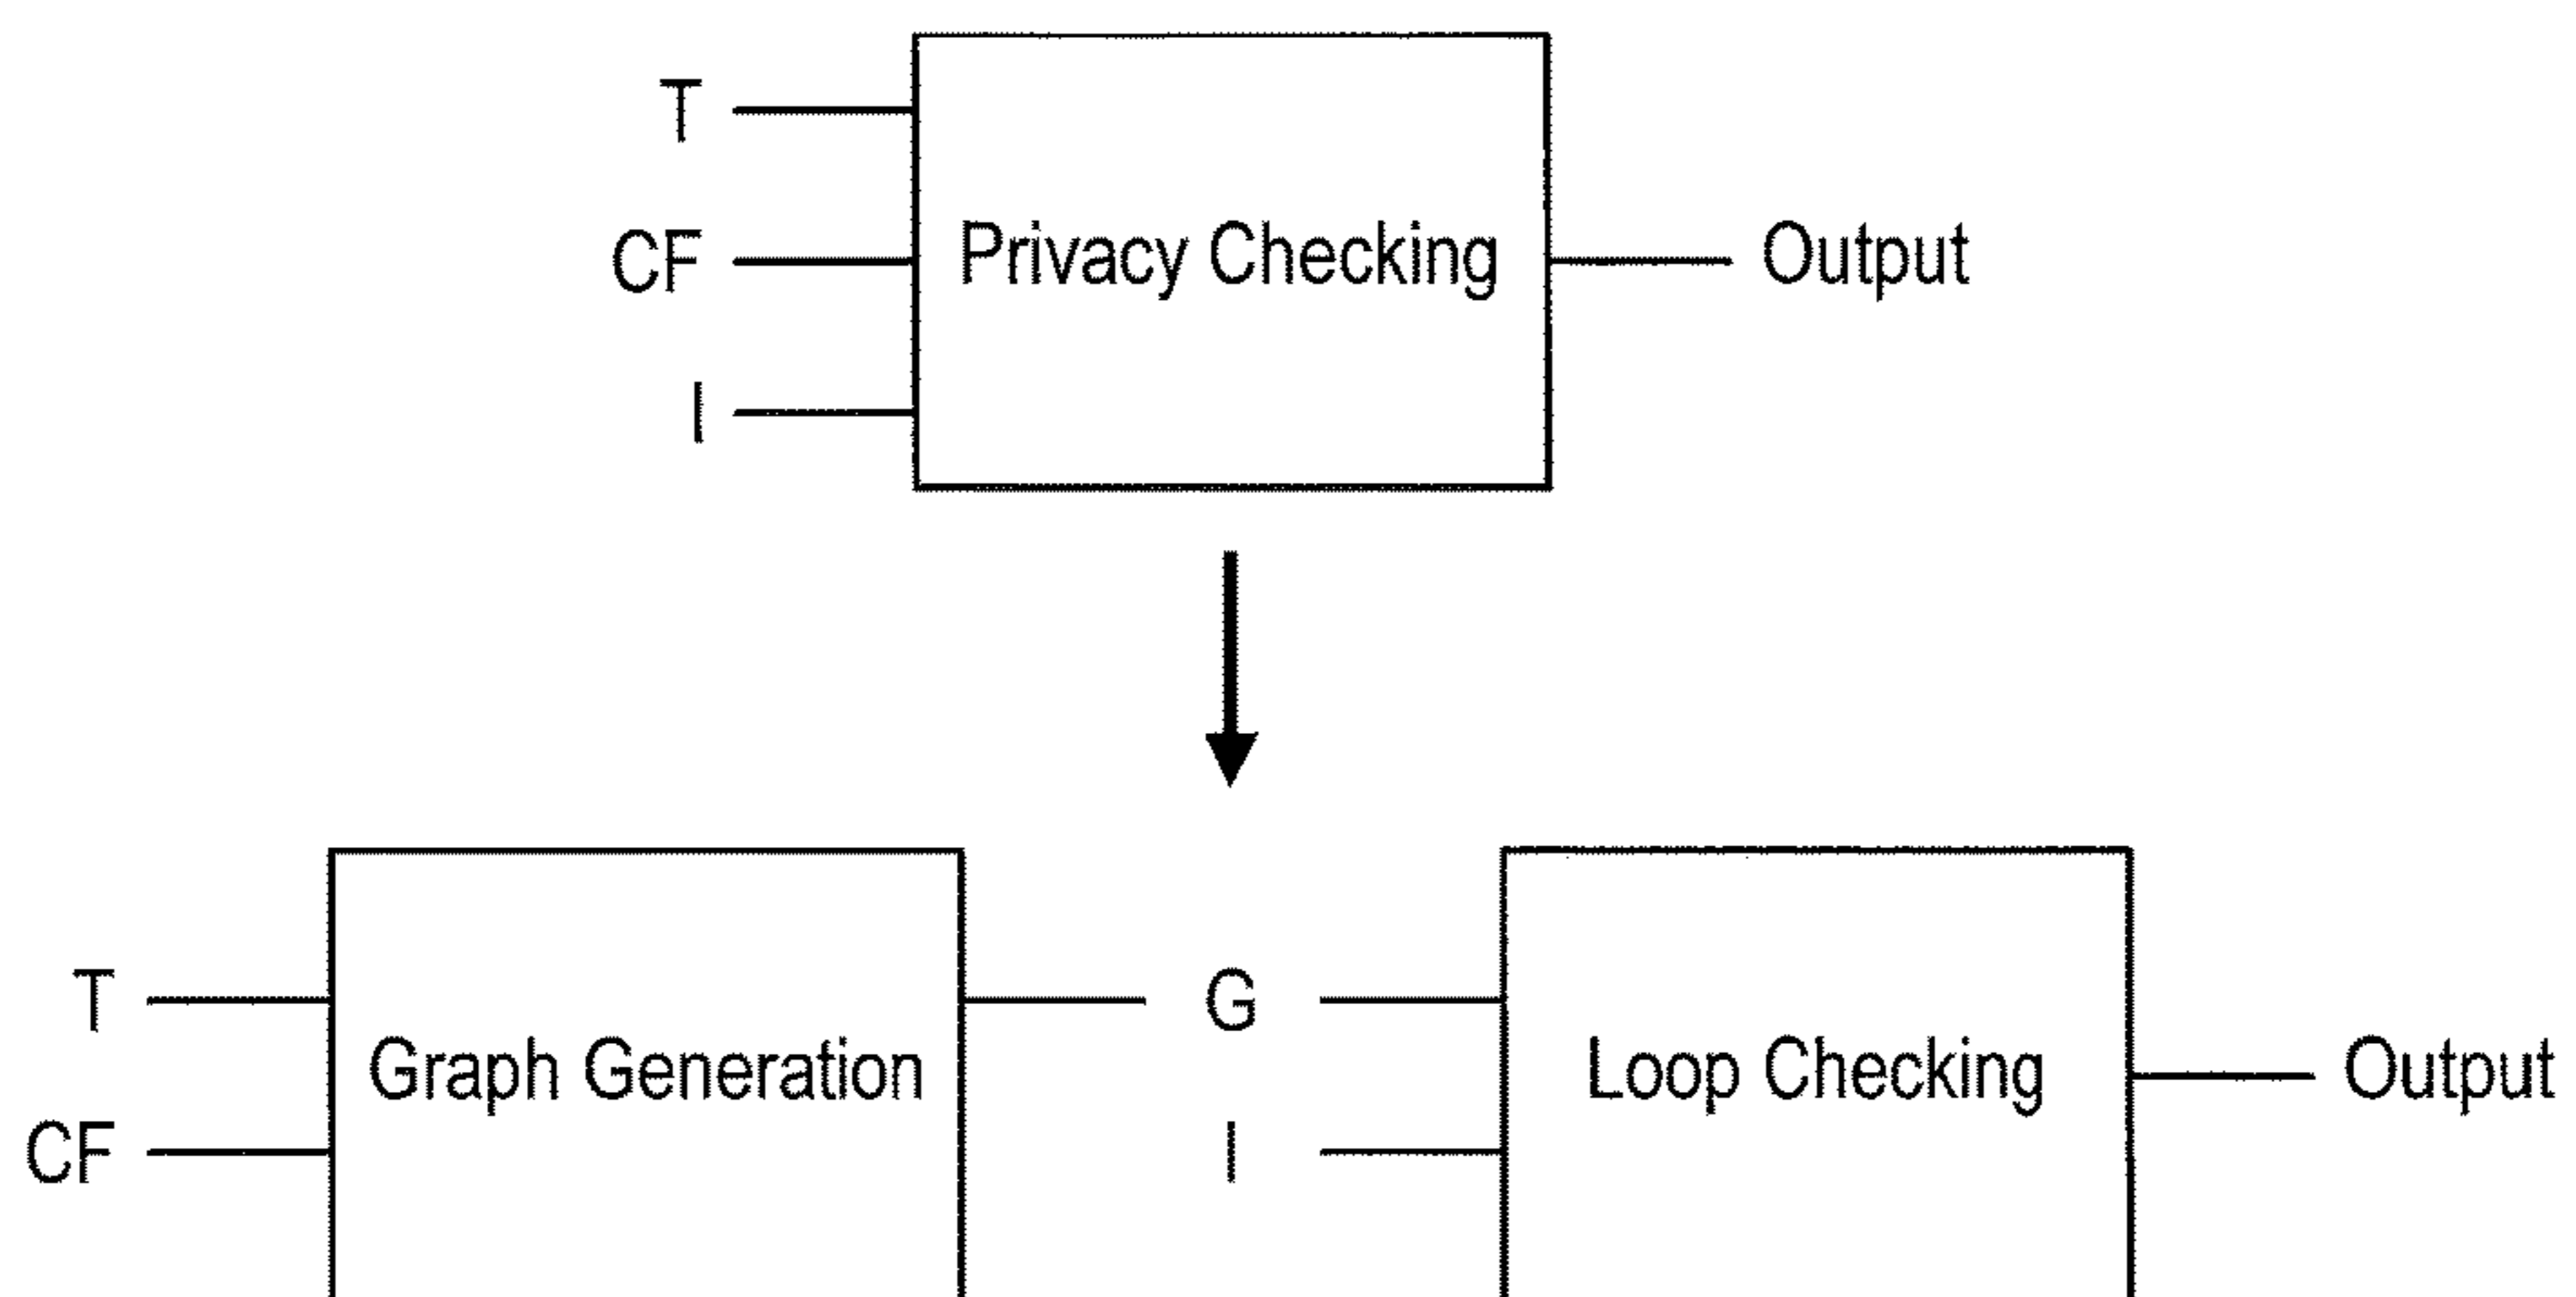 T
CF
I
Privacy Checking
Output
T
CF
Graph Generation
G
I
Loop Checking
Output